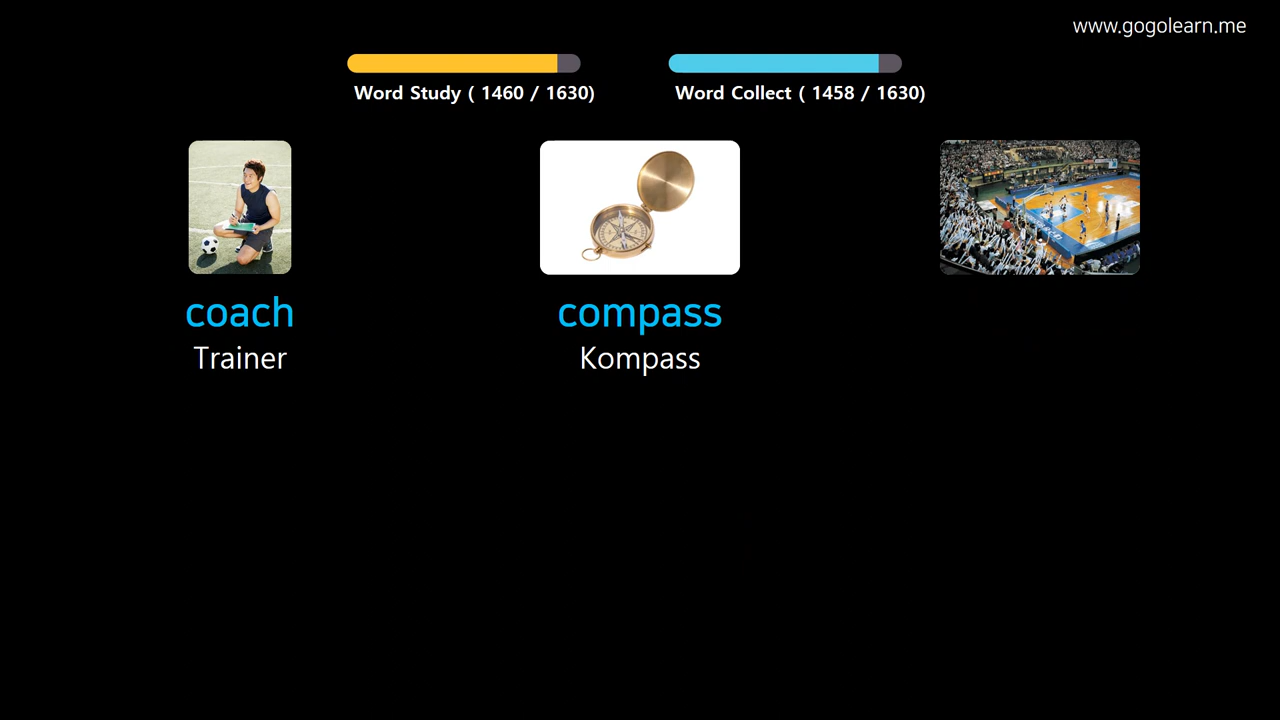 www.gogolearn.me
Word Study ( 1460 / 1630)
Word Collect ( 1458 / 1630)
coach
compass
Trainer
Kompass